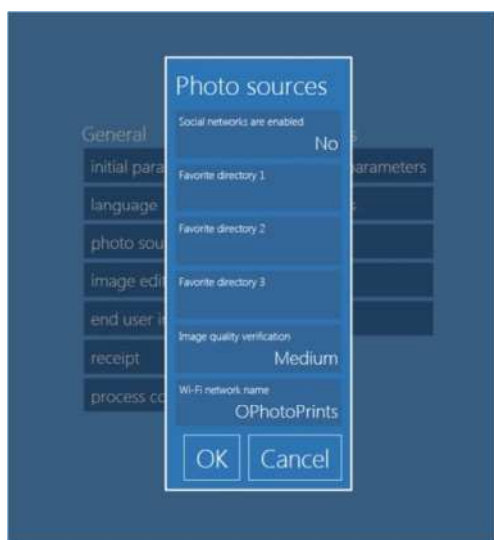 Photo sources
Social networks are enabled
No
Favorite directory 1
Favorite directory 2
Favorite directory 3
Image quality verification
Medium
Wi-Fi network name
OPhotoPrints
OK Cancel
General
initial para
arameters
language
photo sou
image edit
end user i
receipt
process co